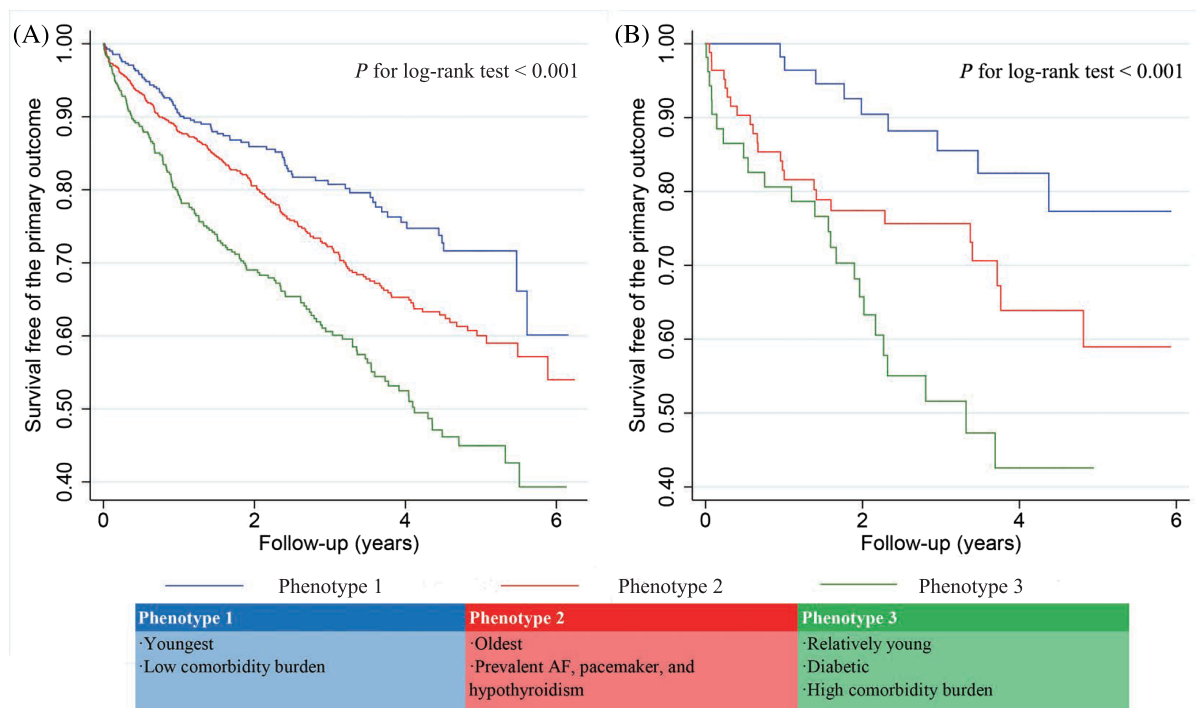 (A)
P for log-rank test < 0.001
Survival free of the primary outcome
1.00
0.90
0.80
0.70
0.60
0.50
0.40
0
2
4
6
Follow-up (years)
(B)
P for log-rank test < 0.001
Survival free of the primary outcome
1.00
0.90
0.80
0.70
0.60
0.50
0.40
0
2
4
6
Follow-up (years)
Phenotype 1
Phenotype 2
Phenotype 3
Phenotype 1
·Youngest
·Low comorbidity burden
Phenotype 2
·Oldest
·Prevalent AF, pacemaker, and
hypothyroidism
Phenotype 3
·Relatively young
·Diabetic
·High comorbidity burden